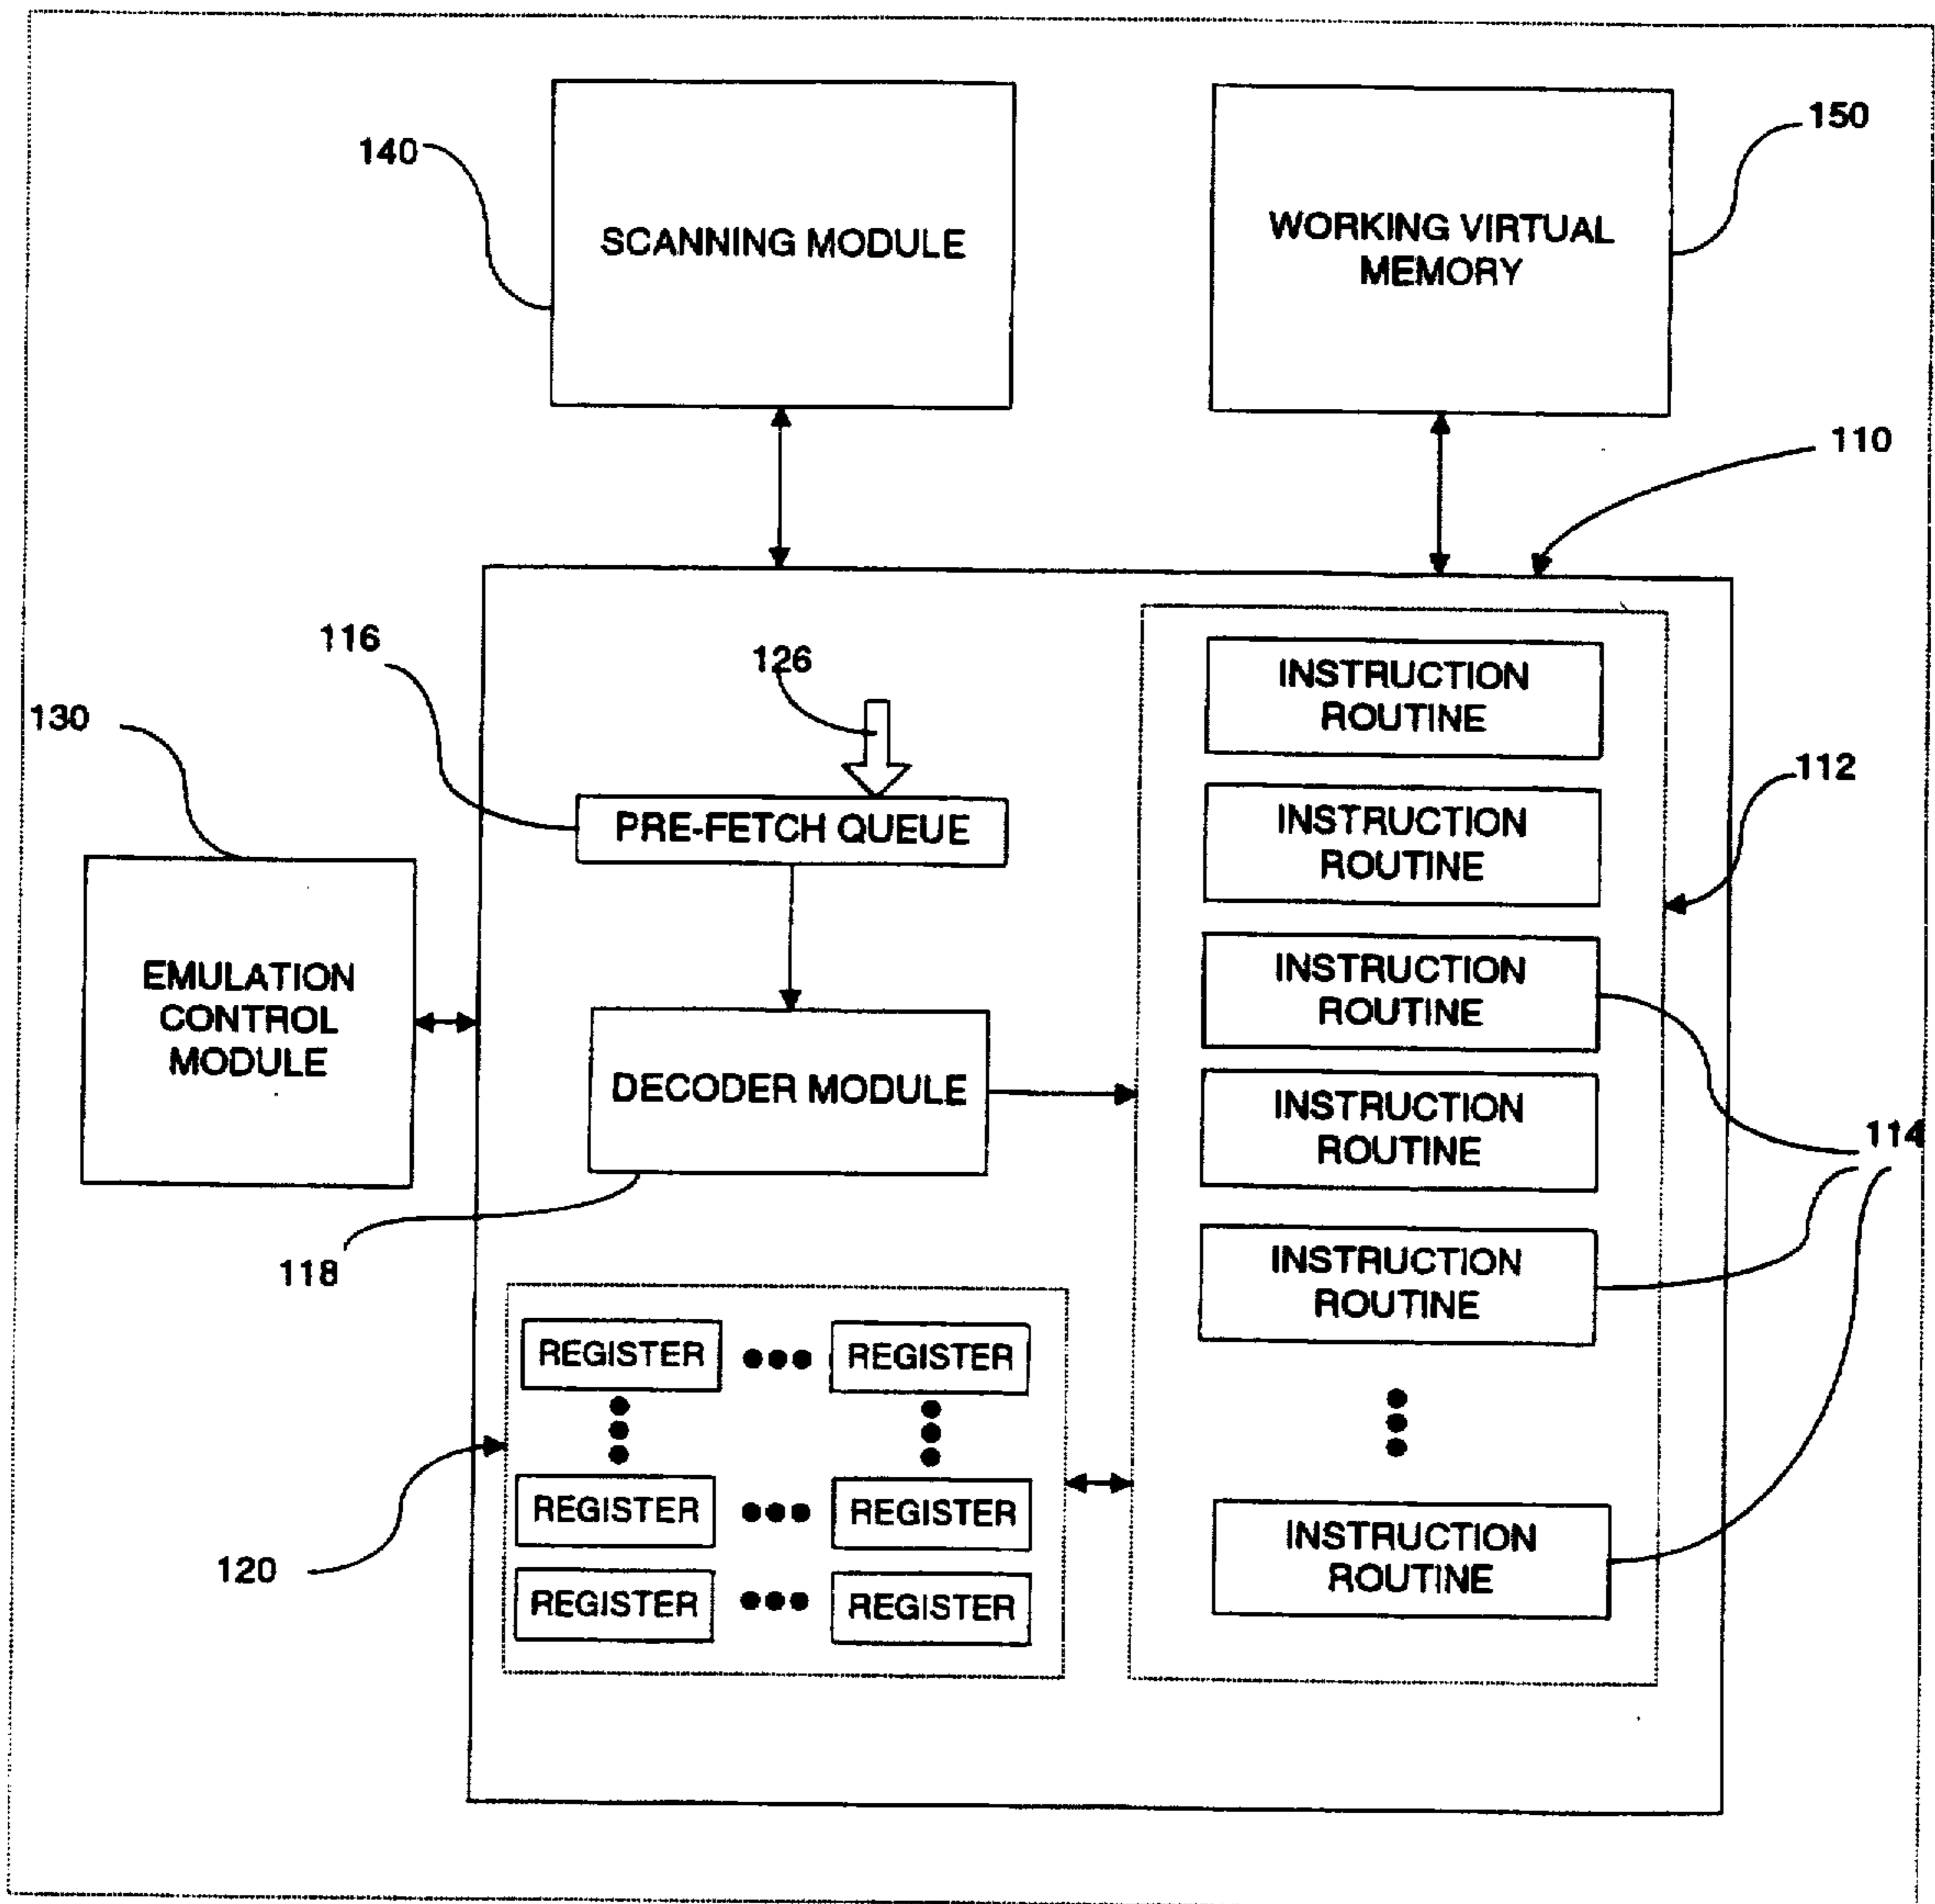 140
SCANNING MODULE
WORKING VIRTUAL
MEMORY
150
110
116
126
130
PRE-FETCH QUEUE
INSTRUCTION
ROUTINE
112
INSTRUCTION
ROUTINE
EMULATION
CONTROL
MODULE
INSTRUCTION
ROUTINE
DECODER MODULE
INSTRUCTION
ROUTINE
114
118
INSTRUCTION
ROUTINE
REGISTER ••• REGISTER
REGISTER ••• REGISTER
120
REGISTER ••• REGISTER
INSTRUCTION
ROUTINE